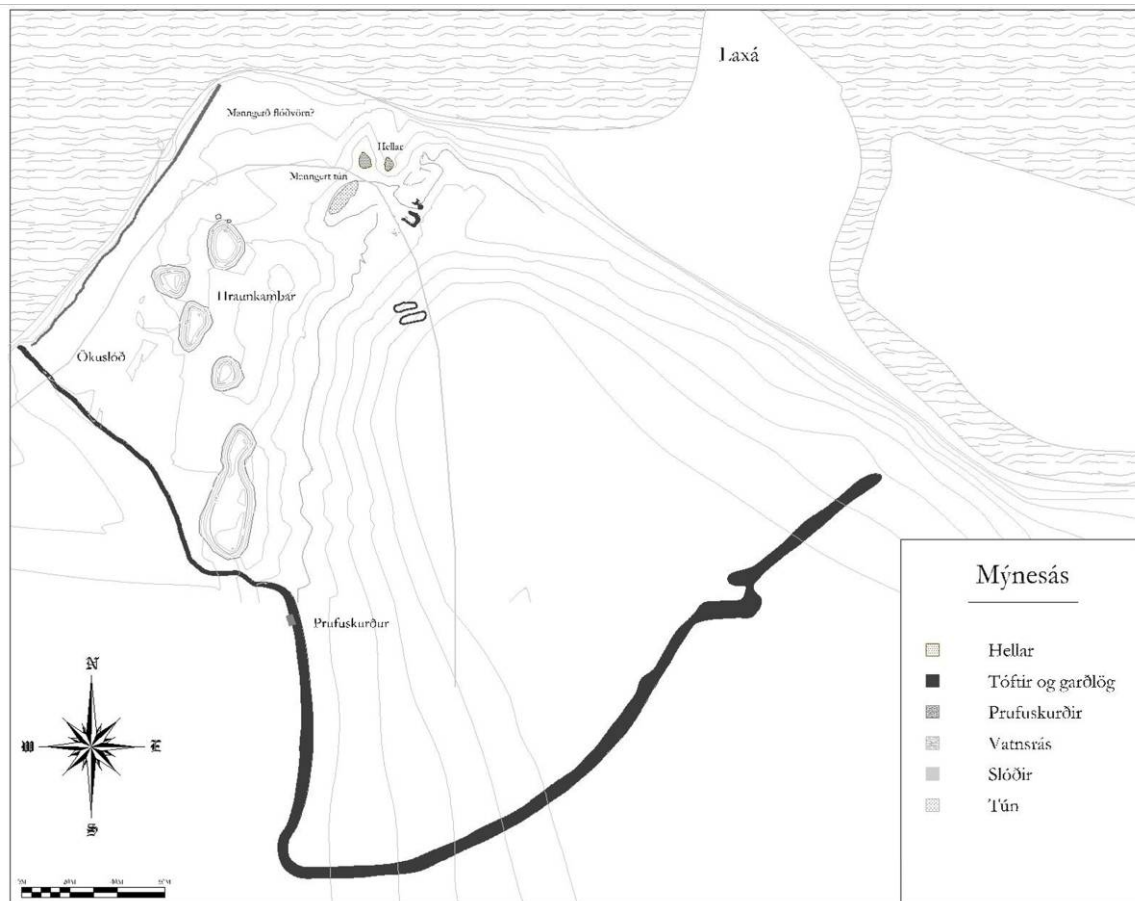 Laxá
Manngerð flóðvörn?
Hellar
Manngert tún
Hraunkambar
Ökuslóð
Prufuskurður
Mýnesás
Hellar
Tóftir og garðlög
Prufuskurðir
Vatnsrás
Slóðir
Tún
N
W
E
S